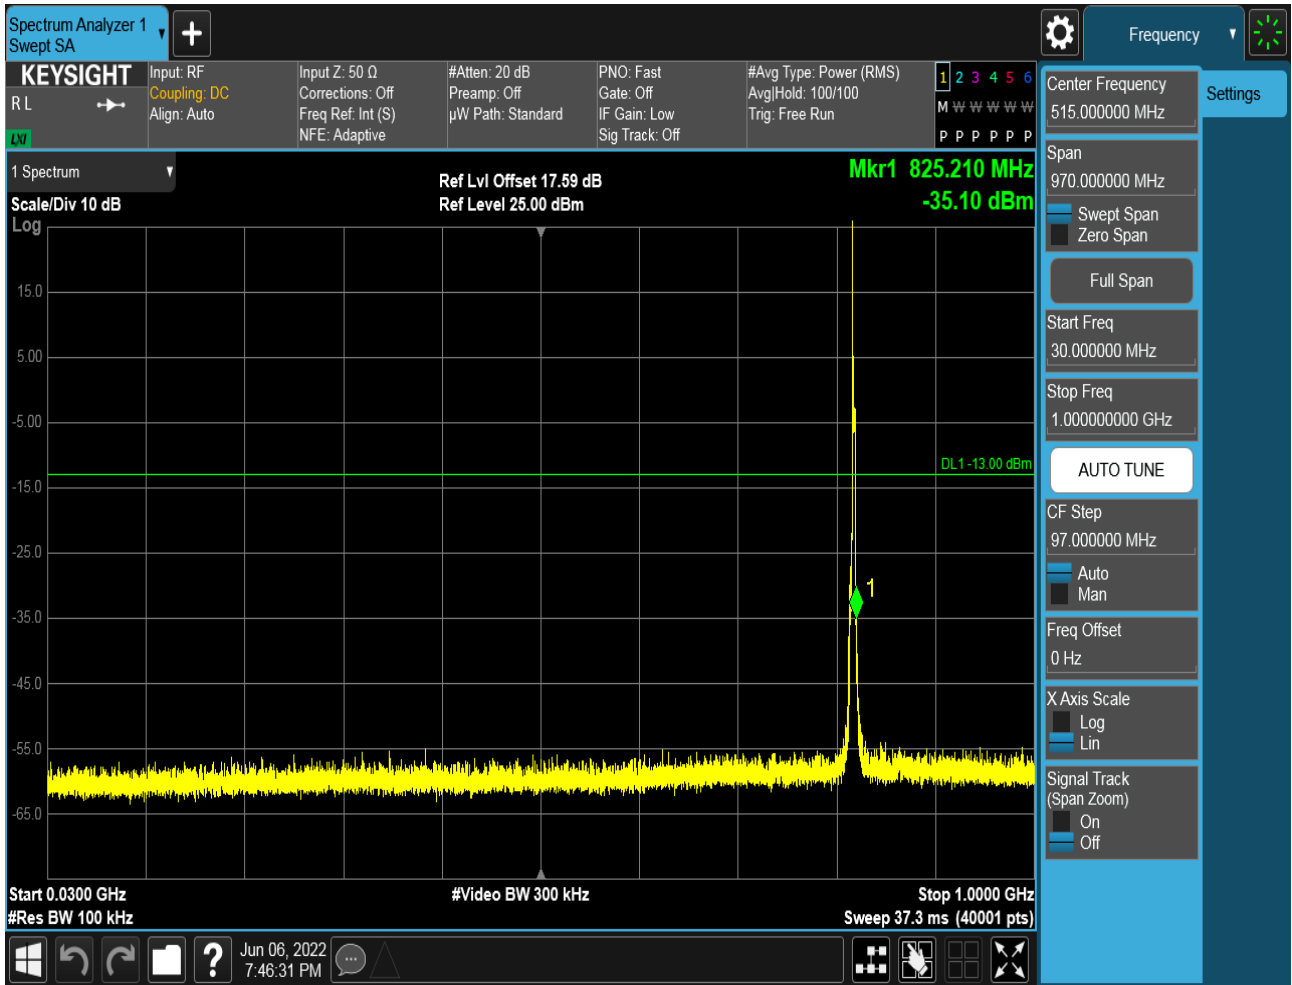 Spectrum Analyzer 1
Swept SA
Frequency
KEYSIGHT
R L
LXI
Input: RF
Coupling: DC
Align: Auto
Input Z: 50 Ω
Corrections: Off
Freq Ref: Int (S)
NFE: Adaptive
#Atten: 20 dB
Preamp: Off
µW Path: Standard
PNO: Fast
Gate: Off
IF Gain: Low
Sig Track: Off
#Avg Type: Power (RMS)
Avg|Hold: 100/100
Trig: Free Run
1 2 3 4 5 6
M W W W W W
P P P P P P
1 Spectrum
Scale/Div 10 dB
Log
Ref Lvl Offset 17.59 dB
Ref Level 25.00 dBm
Mkr1 825.210 MHz
-35.10 dBm
15.0
5.00
-5.00
-15.0
-25.0
-35.0
-45.0
-55.0
-65.0
DL1 -13.00 dBm
1
Start 0.0300 GHz
#Res BW 100 kHz
#Video BW 300 kHz
Stop 1.0000 GHz
Sweep 37.3 ms (40001 pts)
Jun 06, 2022
7:46:31 PM
Center Frequency
515.000000 MHz
Span
970.000000 MHz
Swept Span
Zero Span
Full Span
Start Freq
30.000000 MHz
Stop Freq
1.000000000 GHz
AUTO TUNE
CF Step
97.000000 MHz
Auto
Man
Freq Offset
0 Hz
X Axis Scale
Log
Lin
Signal Track
(Span Zoom)
On
Off
Settings